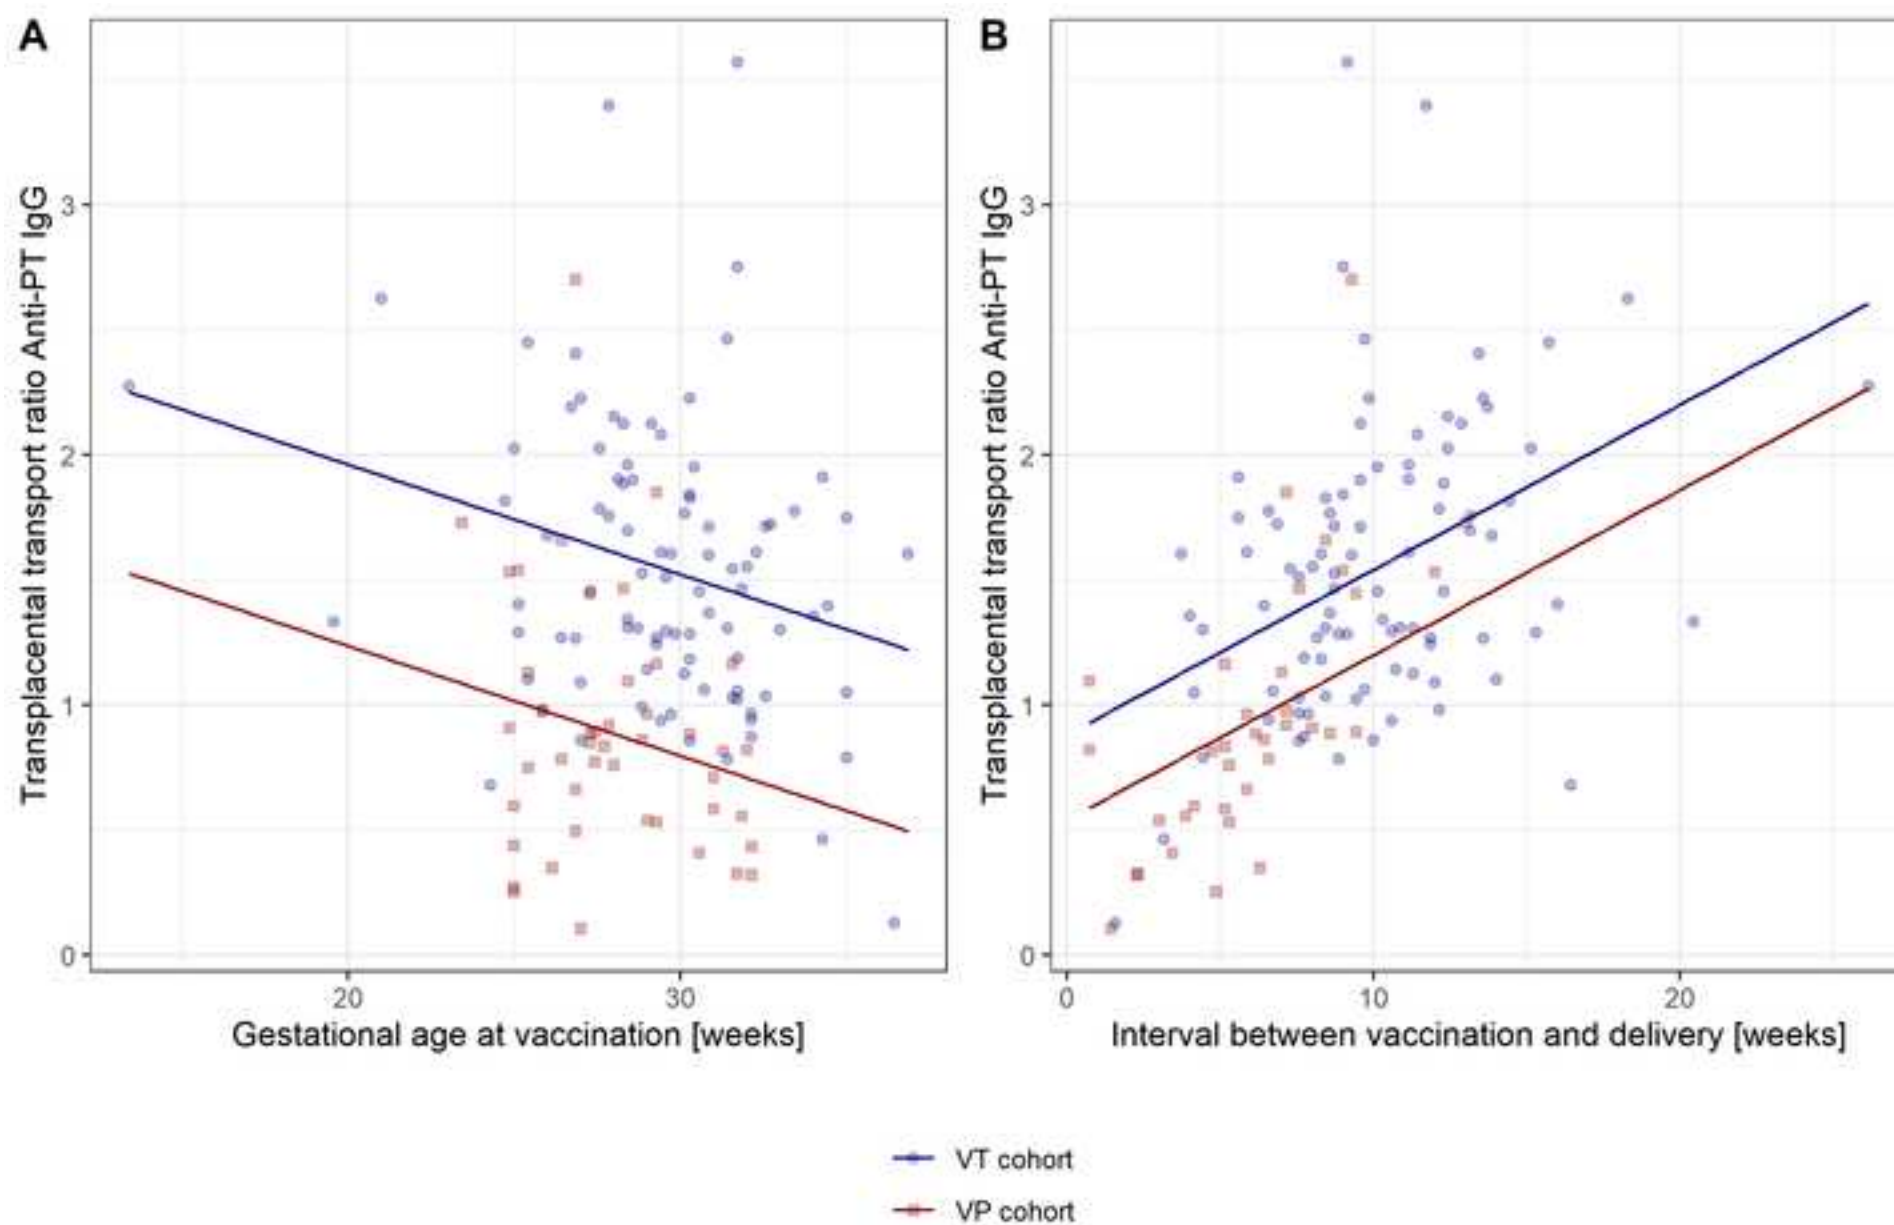 A
Transplacental transport ratio Anti-PT IgG
3
2
1
0
20
30
Gestational age at vaccination [weeks]
B
Transplacental transport ratio Anti-PT IgG
3
2
1
0
0
10
20
Interval between vaccination and delivery [weeks]
VT cohort
VP cohort